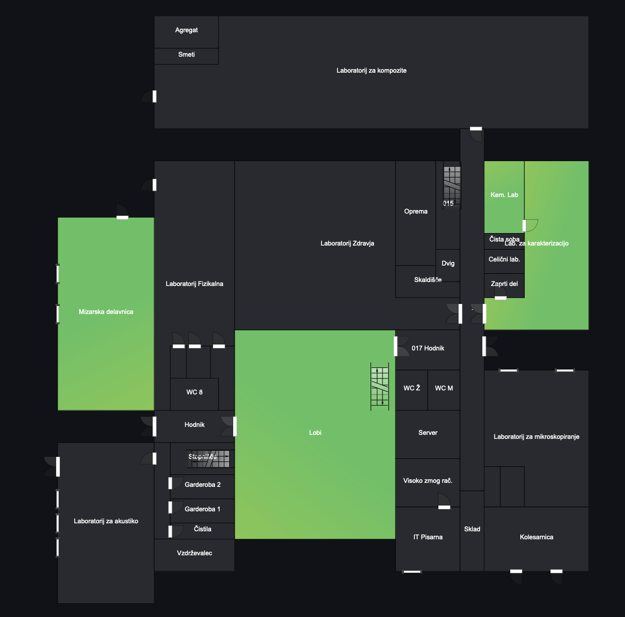 Agregat
Smeti
Laboratorij za kompozite
015
Kem. Lab
Oprema
Čista soba
Lab. za karakterizacijo
Laboratorij Zdravja
Celični lab.
Dvig
Skaldišče
Laboratorij Fizikalna
Zaprti del
Mizarska delavnica
017 Hodnik
WC 8
WC Ž
WC M
Hodnik
Lobi
Server
Laboratorij za mikroskopiranje
Garderoba 2
Visoko zmog rač.
Garderoba 1
Laboratorij za akustiko
Čistila
Sklad
IT Pisarna
Kolesarnica
Vzdrževalec